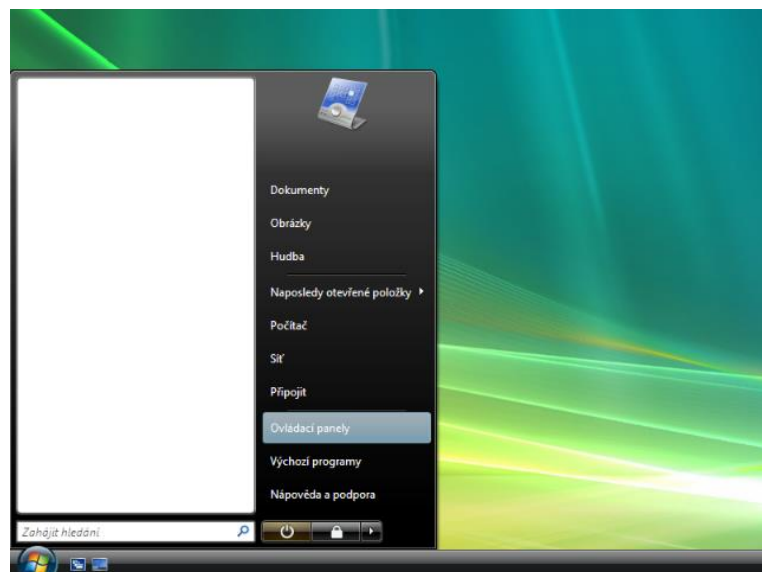 Dokumenty
Obrázky
Hudba
Naposledy otevřené položky
Počítač
Síť
Připojit
Ovládací panely
Výchozí programy
Nápověda a podpora
Zahájit hledání